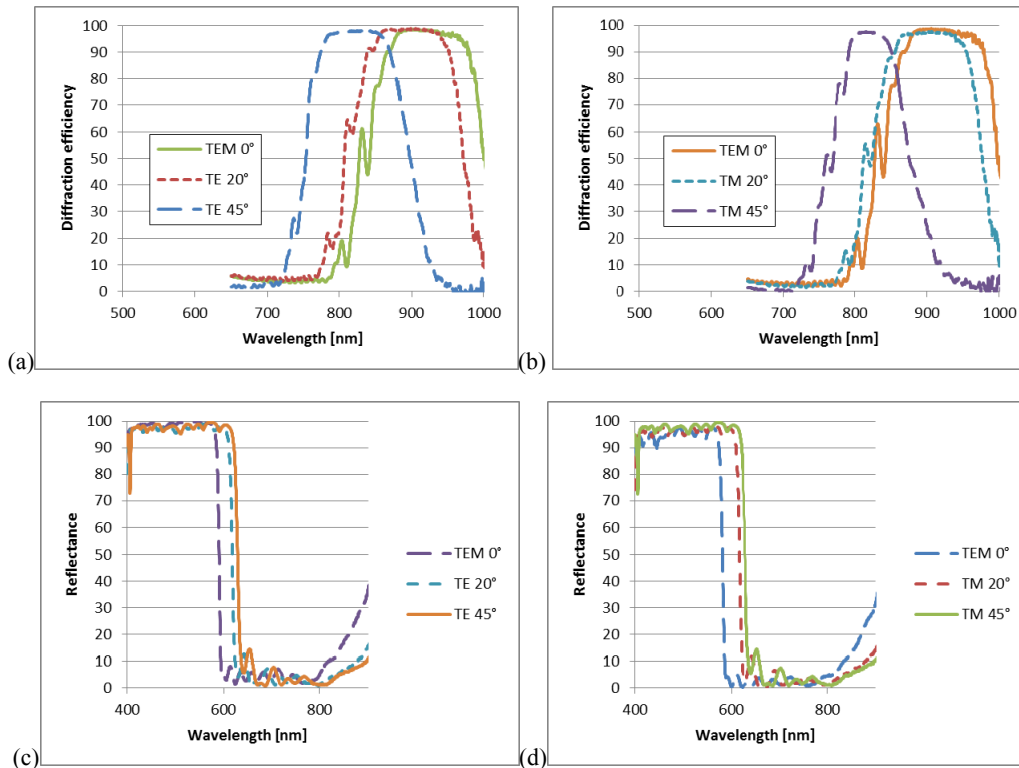 100
90
80
70
60
50
40
30
20
10
0
Diffraction efficiency
TEM 0°
TE 20°
TE 45°
500 600 700 800 900 1000
Wavelength [nm]
(a)
100
90
80
70
60
50
40
30
20
10
0
Diffraction efficiency
TEM 0°
TM 20°
TM 45°
500 600 700 800 900 1000
Wavelength [nm]
(b)
100
90
80
70
60
50
40
30
20
10
0
Reflectance
TEM 0°
TE 20°
TE 45°
400 600 800
Wavelength [nm]
(c)
100
90
80
70
60
50
40
30
20
10
0
Reflectance
TEM 0°
TM 20°
TM 45°
400 600 800
Wavelength [nm]
(d)